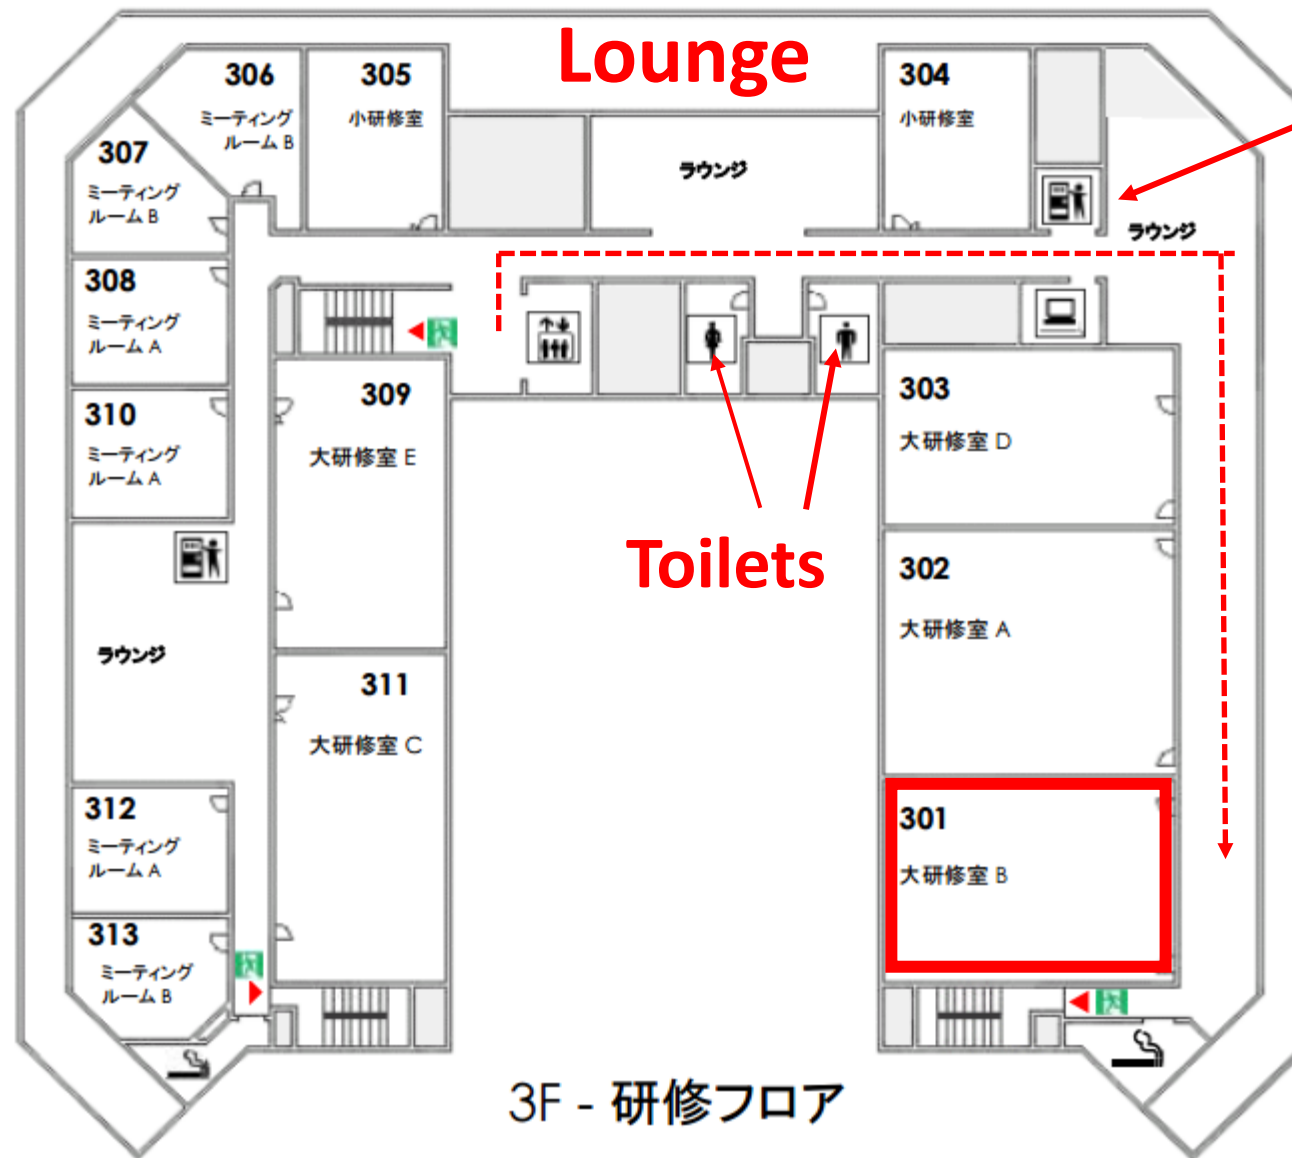 Lounge
306
ミーティング
ルーム B
305
小研修室
304
小研修室
307
ミーティング
ルーム B
ラウンジ
ラウンジ
308
ミーティング
ルーム A
309
大研修室 E
303
大研修室 D
310
ミーティング
ルーム A
Toilets
302
大研修室 A
ラウンジ
311
大研修室 C
312
ミーティング
ルーム A
301
大研修室 B
313
ミーティング
ルーム B
3F - 研修フロア